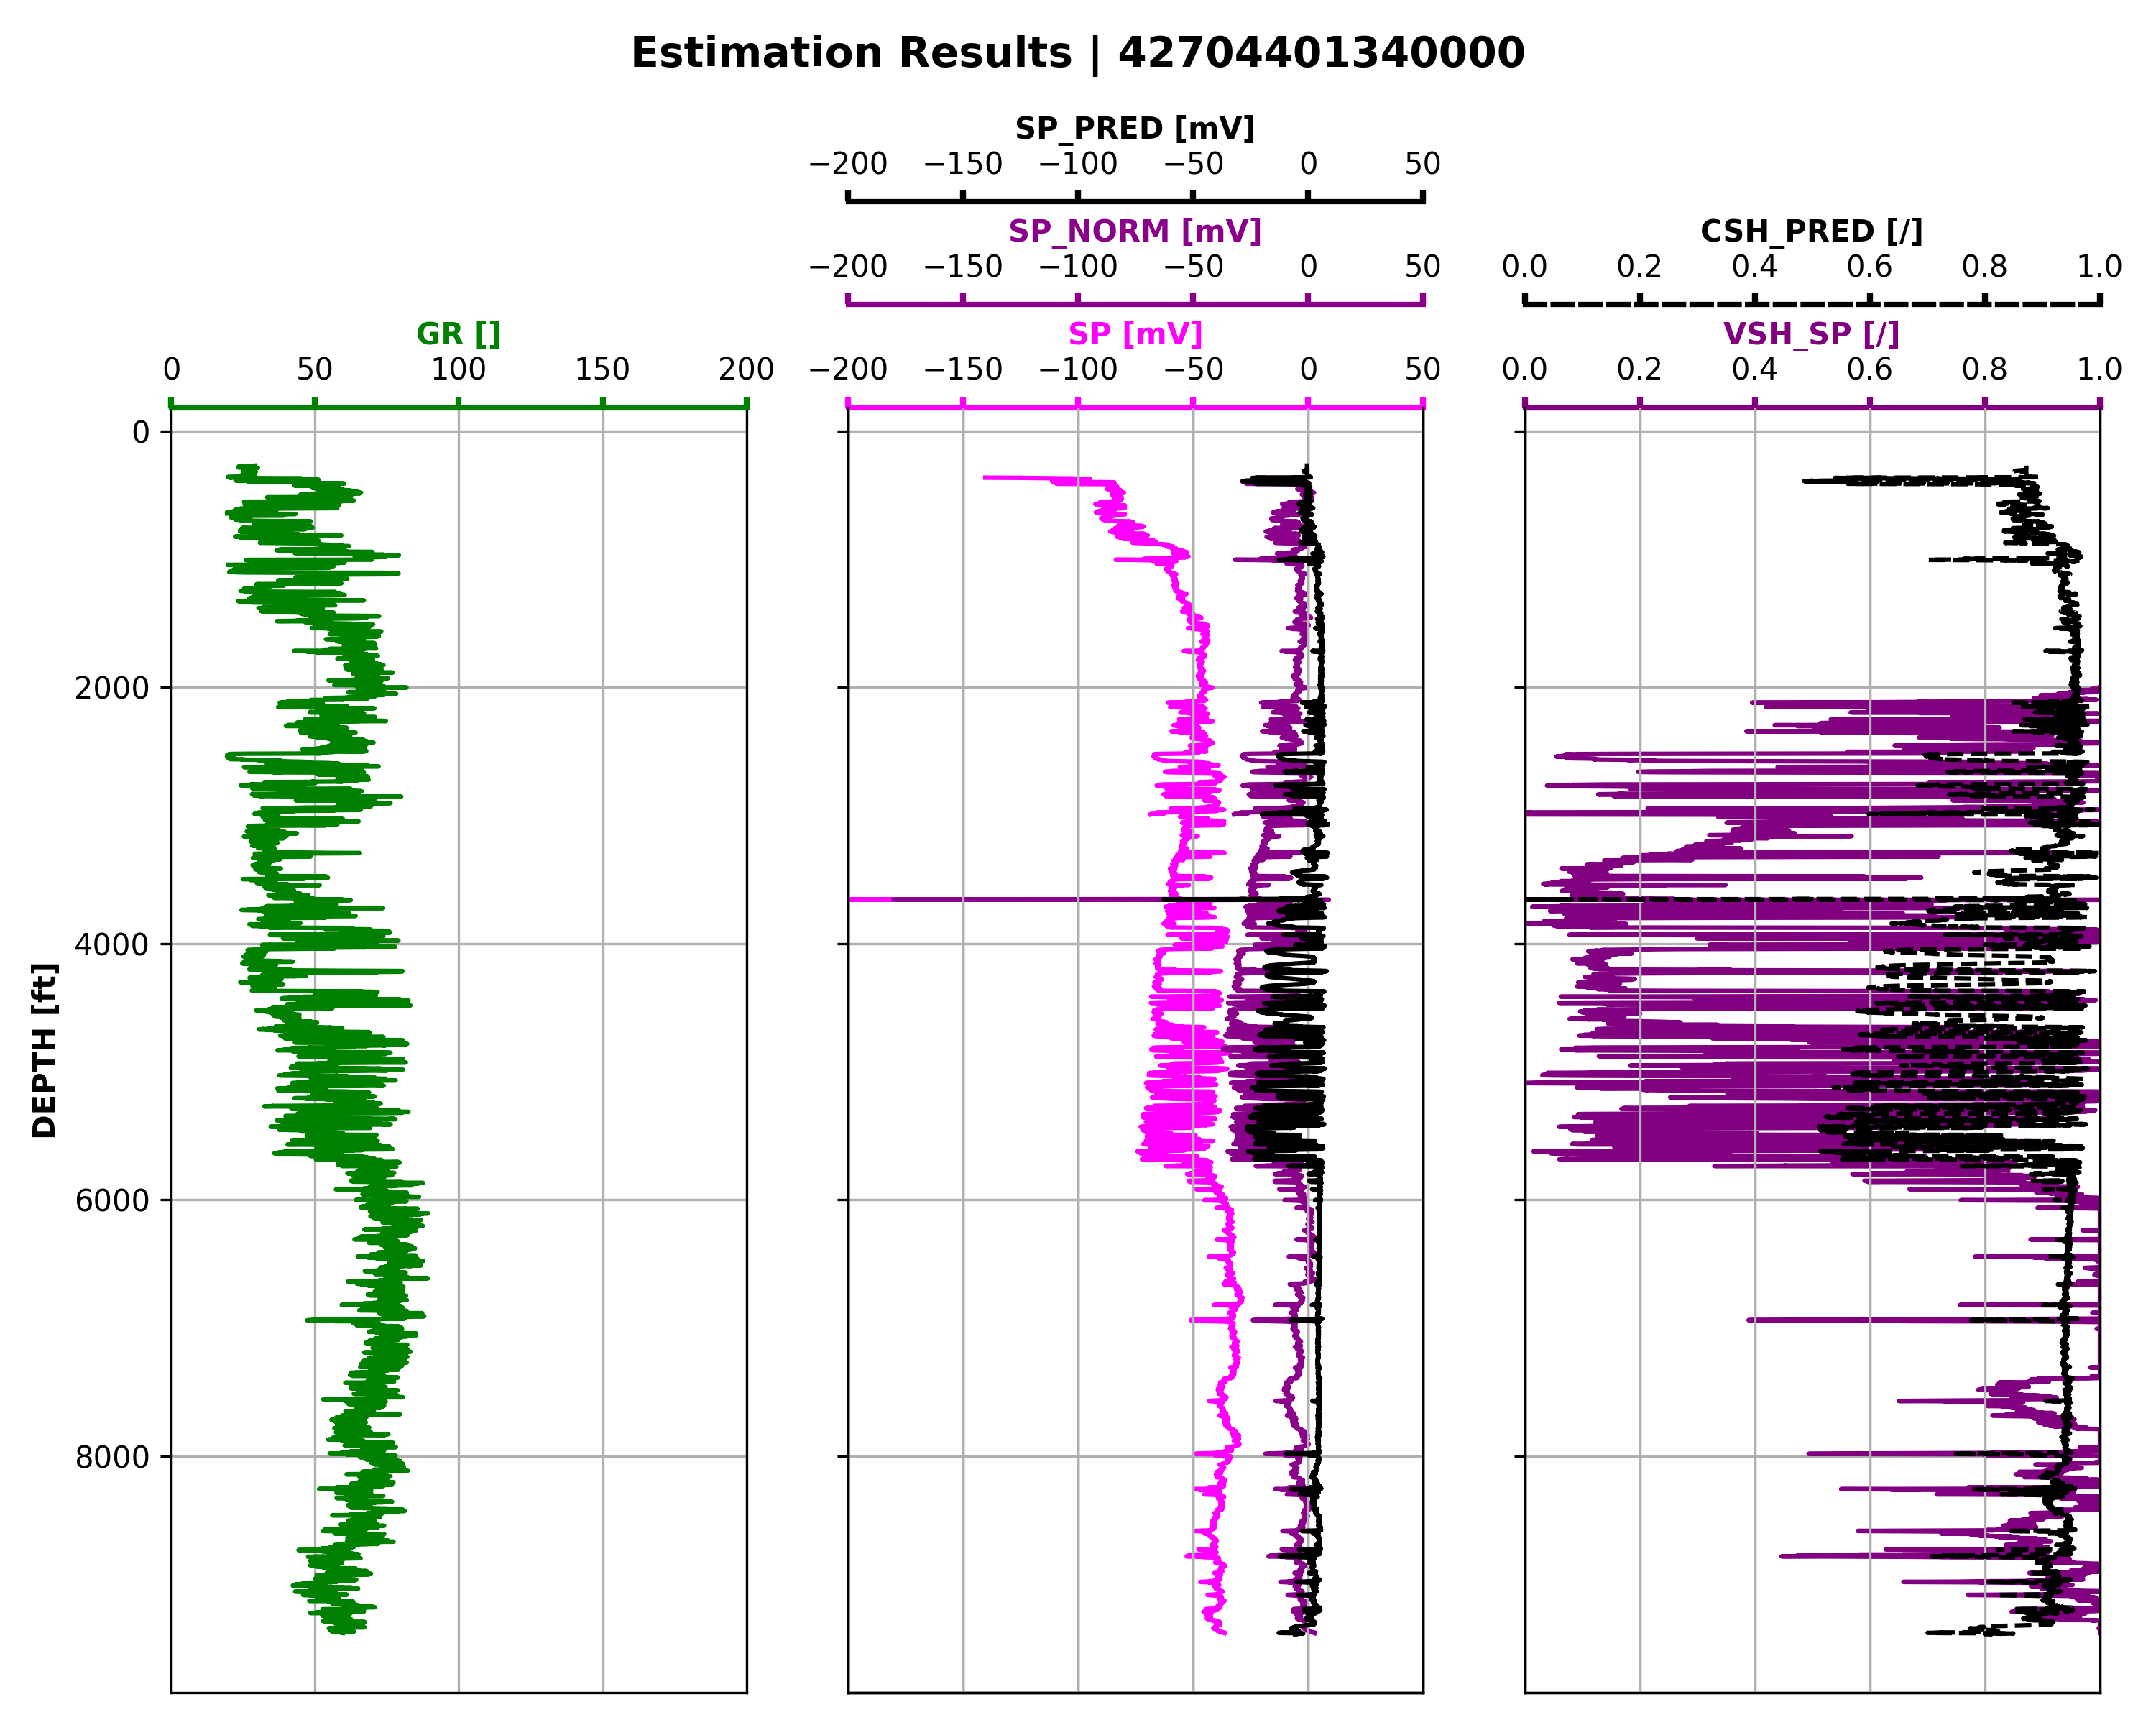 Estimation Results | 42704401340000
SP_PRED [mV]
−200 −150 −100 −50 0 50
SP_NORM [mV] CSH_PRED [/]
−200 −150 −100 −50 0 50 0.0 0.2 0.4 0.6 0.8 1.0
GR [] SP [mV] VSH_SP [/]
0 50 100 150 200 −200 −150 −100 −50 0 50 0.0 0.2 0.4 0.6 0.8 1.0
0
2000
4000
DEPTH [ft]
6000
8000